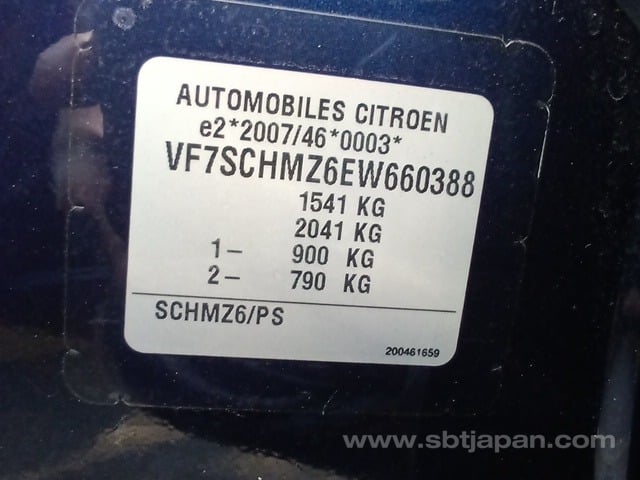 AUTOMOBILES CITROEN
e2*2007/46*0003*
VF7SCHMZ6EW660388
1541 KG
2041 KG
1- 900 KG
2- 790 KG
SCHMZ6/PS
200461659
www.sbtjapan.com